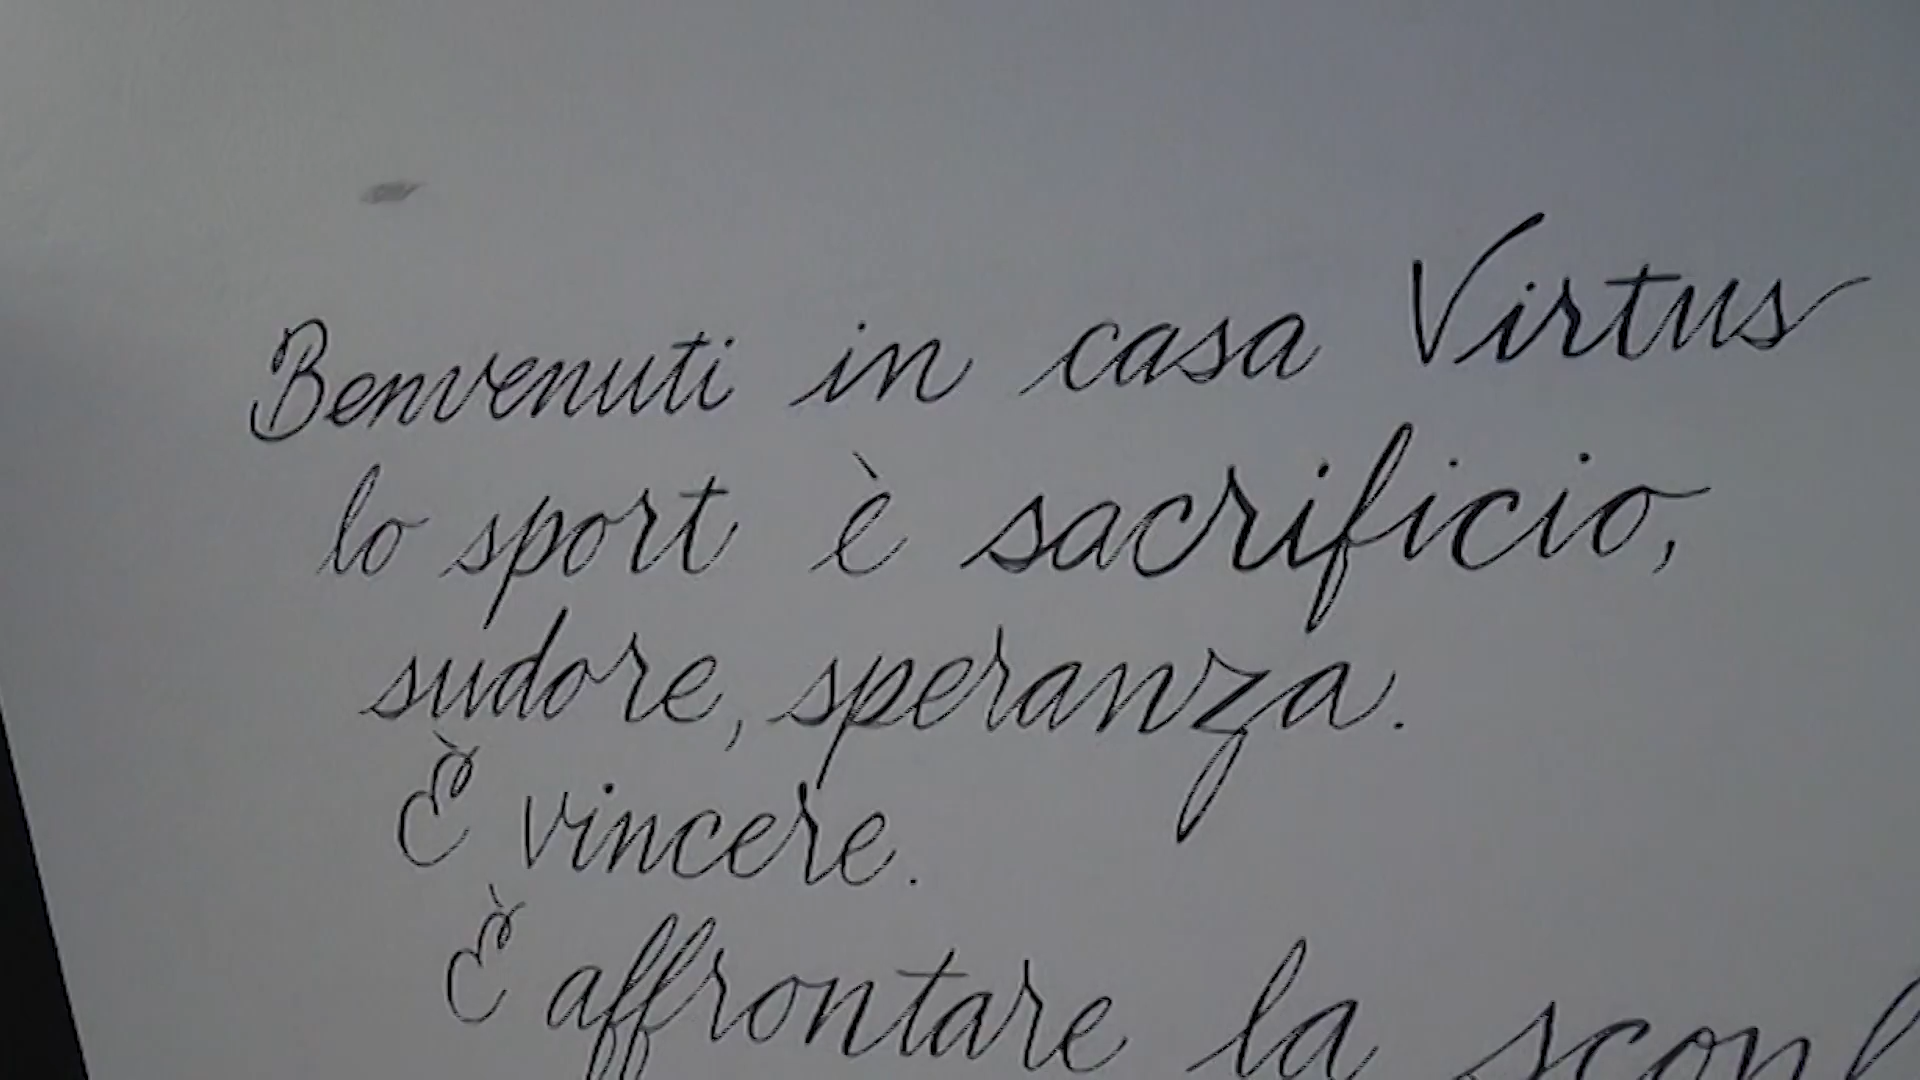 Benvenuti in casa Virtus
lo sport è sacrificio,
sudore, speranza.
È vincere.
È affrontare la